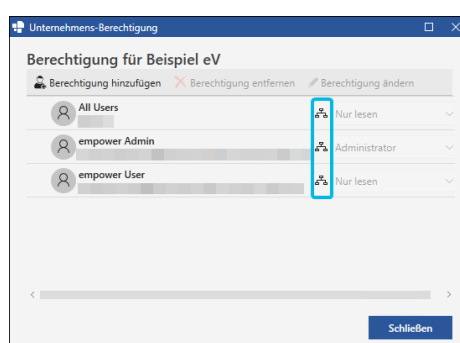 Unternehmens-Berechtigung
Berechtigung für Beispiel eV
Berechtigung hinzufügen Berechtigung entfernen Berechtigung ändern
All Users Nur lesen
empower Admin Administrator
empower User Nur lesen
Schließen